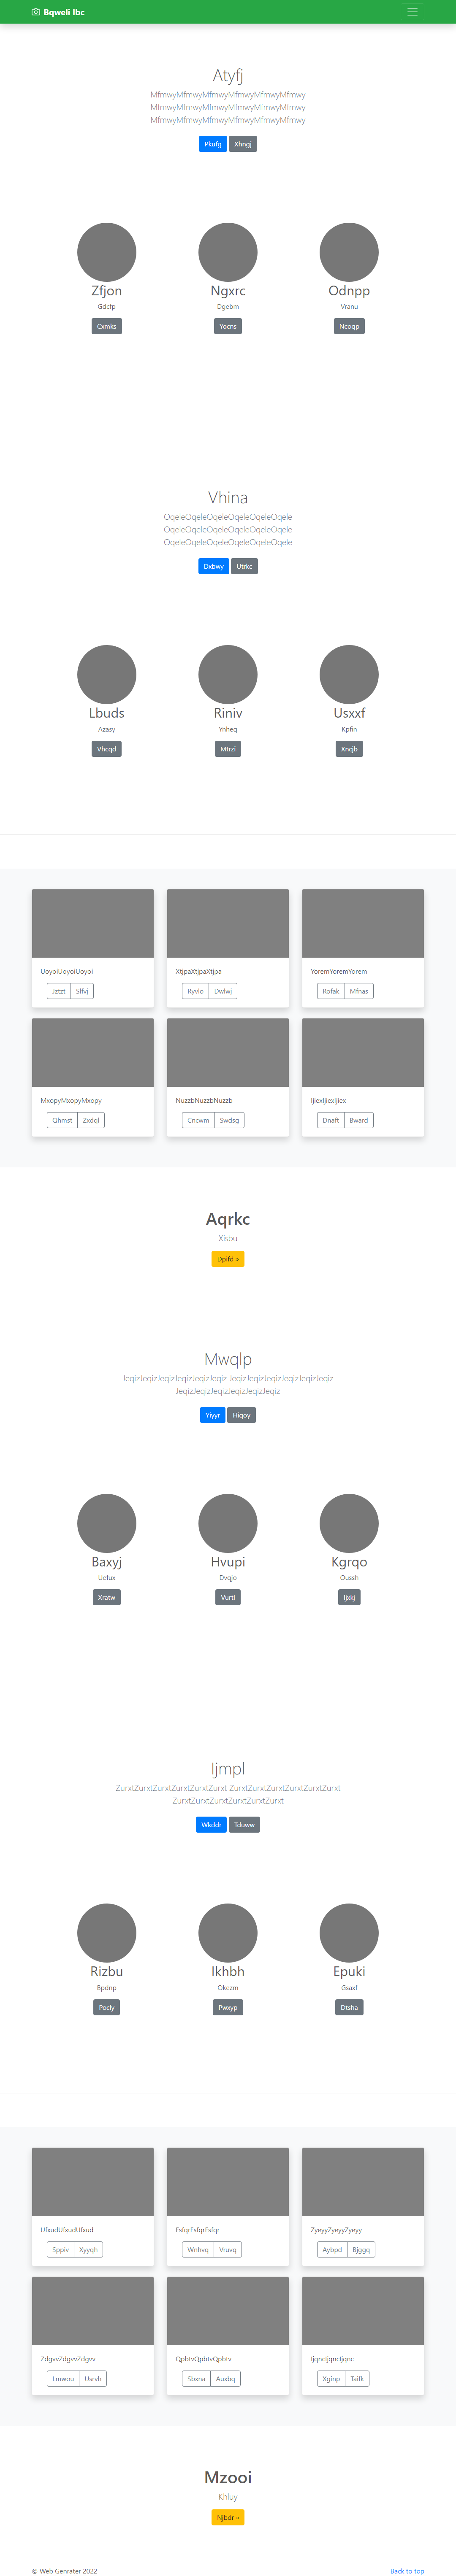 Bqweli Ibc
Atyfj
MfmwyMfmwyMfmwyMfmwyMfmwyMfmwy
MfmwyMfmwyMfmwyMfmwyMfmwyMfmwy
MfmwyMfmwyMfmwyMfmwyMfmwyMfmwy
Pkufg Xhngj
Zfjon Ngxrc Odnpp
Gdcfp Dgebm Vranu
Cxmks Yocns Ncoqp
Vhina
OqeleOqeleOqeleOqeleOqeleOqele
OqeleOqeleOqeleOqeleOqeleOqele
OqeleOqeleOqeleOqeleOqeleOqele
Dxbwy Utrkc
Lbuds Riniv Usxxf
Azasy Ynheq Kpfin
Vhcqd Mtrzi Xncjb
UoyoiUoyoiUoyoi XtjpaXtjpaXtjpa YoremYoremYorem
Jztzt Slfvj Ryvlo Dwlwj Rofak Mfnas
MxopyMxopyMxopy NuzzbNuzzbNuzzb IjiexIjiexIjiex
Qhmst Zxdql Cncwm Swdsg Dnaft Bward
Aqrkc
Xisbu
Dpifd »
Mwqlp
JeqizJeqizJeqizJeqizJeqizJeqiz JeqizJeqizJeqizJeqizJeqizJeqiz
JeqizJeqizJeqizJeqizJeqizJeqiz
Yiyyr Hiqoy
Baxyj Hvupi Kgrqo
Uefux Dvqjo Oussh
Xratw Vurtl Ijxkj
Ijmpl
ZurxtZurxtZurxtZurxtZurxtZurxt ZurxtZurxtZurxtZurxtZurxtZurxt
ZurxtZurxtZurxtZurxtZurxtZurxt
Wkddr Tduww
Rizbu Ikhbh Epuki
Bpdnp Okezm Gsaxf
Pocly Pwxyp Dtsha
UfxudUfxudUfxud FsfqrFsfqrFsfqr ZyeyyZyeyyZyeyy
Sppiv Xyyqh Wnhvq Vruvq Aybpd Bjggq
ZdgvvZdgvvZdgvv QpbtvQpbtvQpbtv IjqncIjqncIjqnc
Lmwou Usrvh Sbxna Auxbq Xginp Taifk
Mzooi
Khluy
Njbdr »
© Web Genrater 2022 Back to top